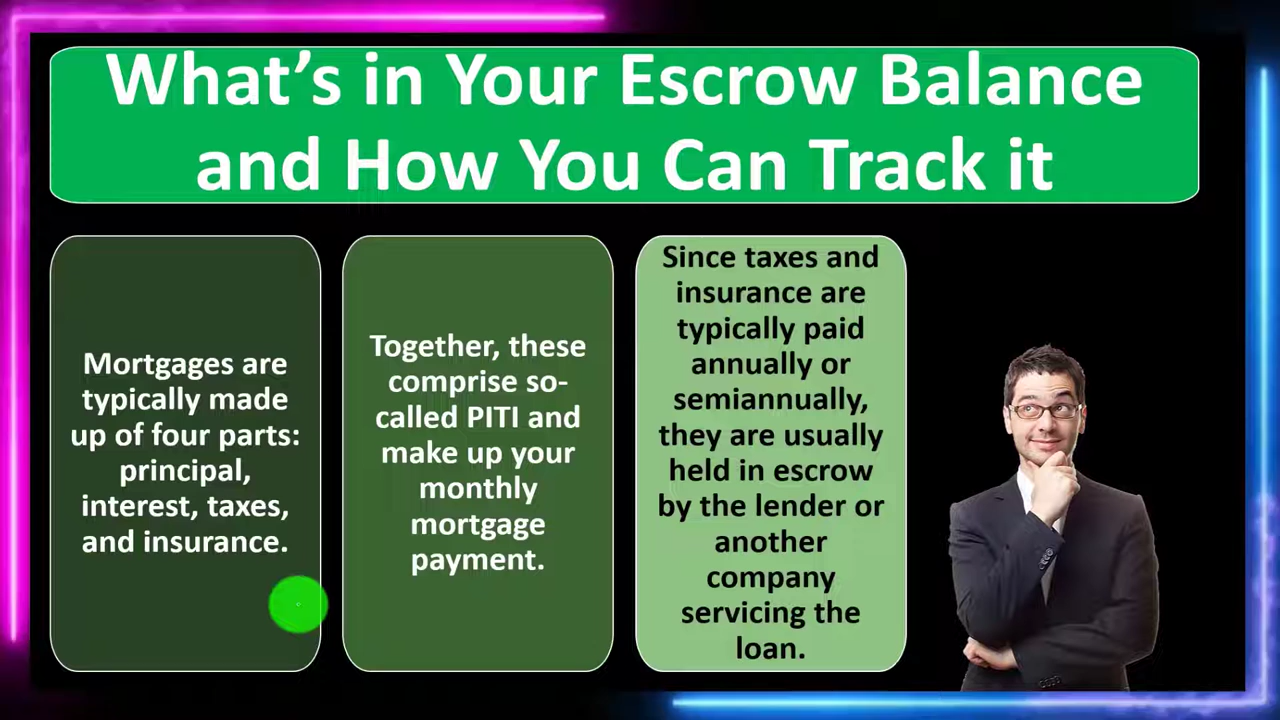 What’s in Your Escrow Balance
and How You Can Track it
Mortgages are
typically made
up of four parts:
principal,
interest, taxes,
and insurance.
Together, these
comprise so-
called PITI and
make up your
monthly
mortgage
payment.
Since taxes and
insurance are
typically paid
annually or
semiannually,
they are usually
held in escrow
by the lender or
another
company
servicing the
loan.